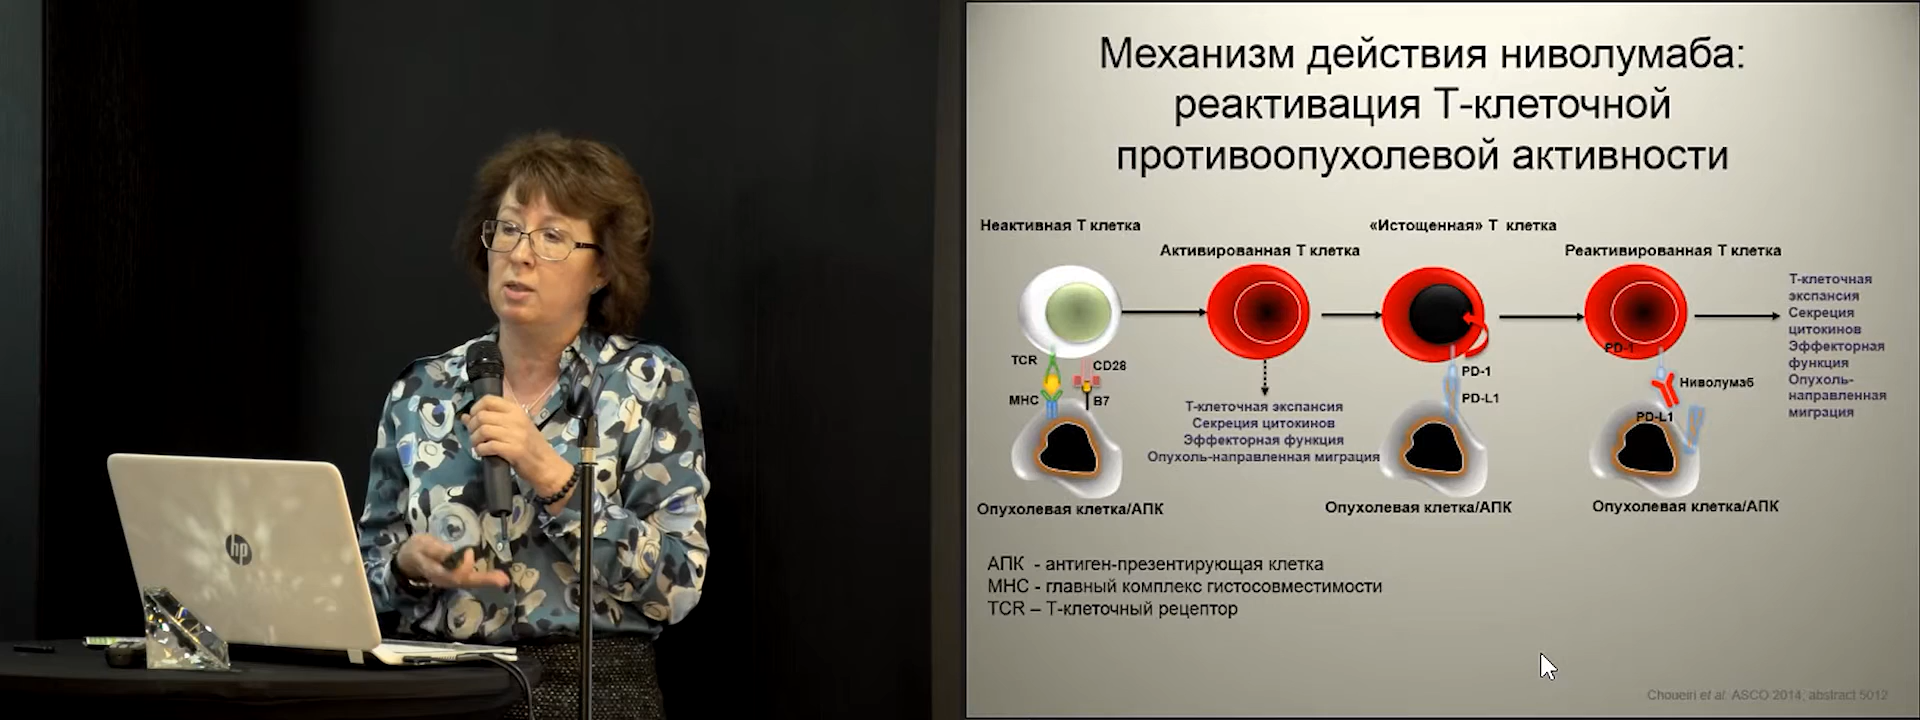 Механизм действия ниволумаба:
реактивация Т-клеточной
противоопухолевой активности
Неактивная Т клетка
Активированная Т клетка
«Истощенная» Т клетка
Реактивированная Т клетка
TCR
CD28
MHC
B7
Опухолевая клетка/АПК
Т-клеточная экспансия
Секреция цитокинов
Эффекторная функция
Опухоль-направленная миграция
PD-1
PD-L1
Опухолевая клетка/АПК
PD-1
Ниволумаб
PD-L1
Опухолевая клетка/АПК
Т-клеточная
экспансия
Секреция
цитокинов
Эффекторная
функция
Опухоль-
направленная
миграция
АПК - антиген-презентирующая клетка
МНС - главный комплекс гистосовместимости
TCR – Т-клеточный рецептор
Choueiri et al. ASCO 2014; abstract 5012
hp